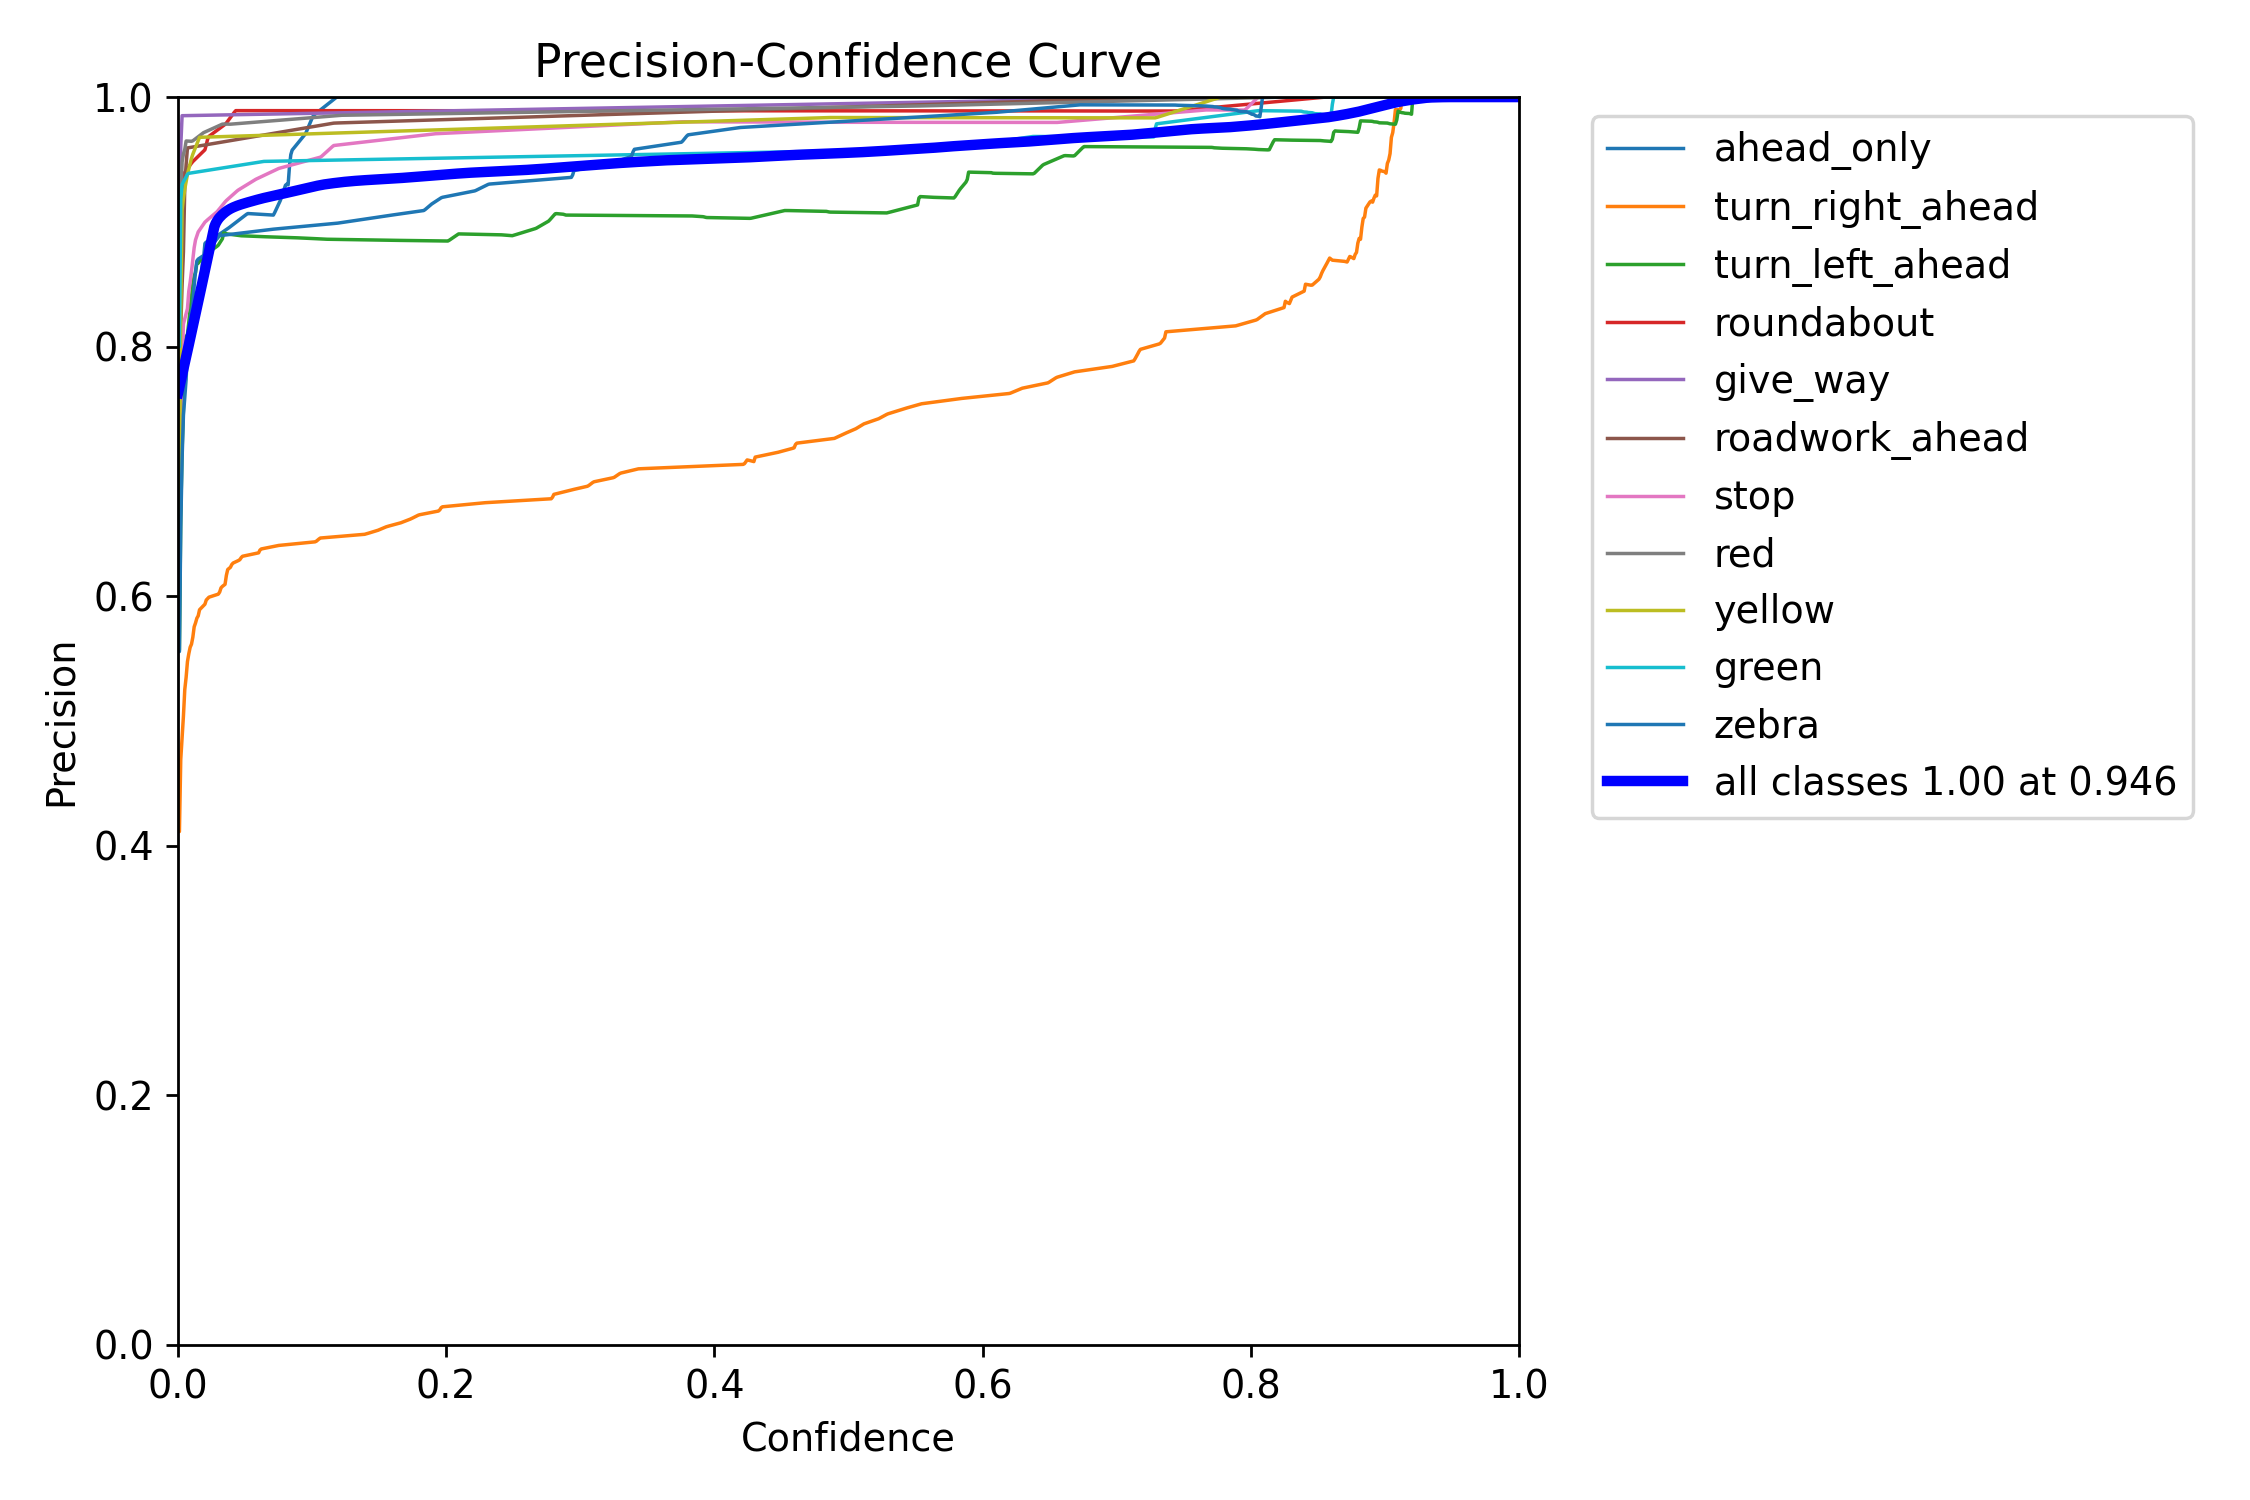 Precision-Confidence Curve
1.0
0.8
0.6
0.4
0.2
0.0
Precision
0.0 0.2 0.4 0.6 0.8 1.0
Confidence
ahead_only
turn_right_ahead
turn_left_ahead
roundabout
give_way
roadwork_ahead
stop
red
yellow
green
zebra
all classes 1.00 at 0.946